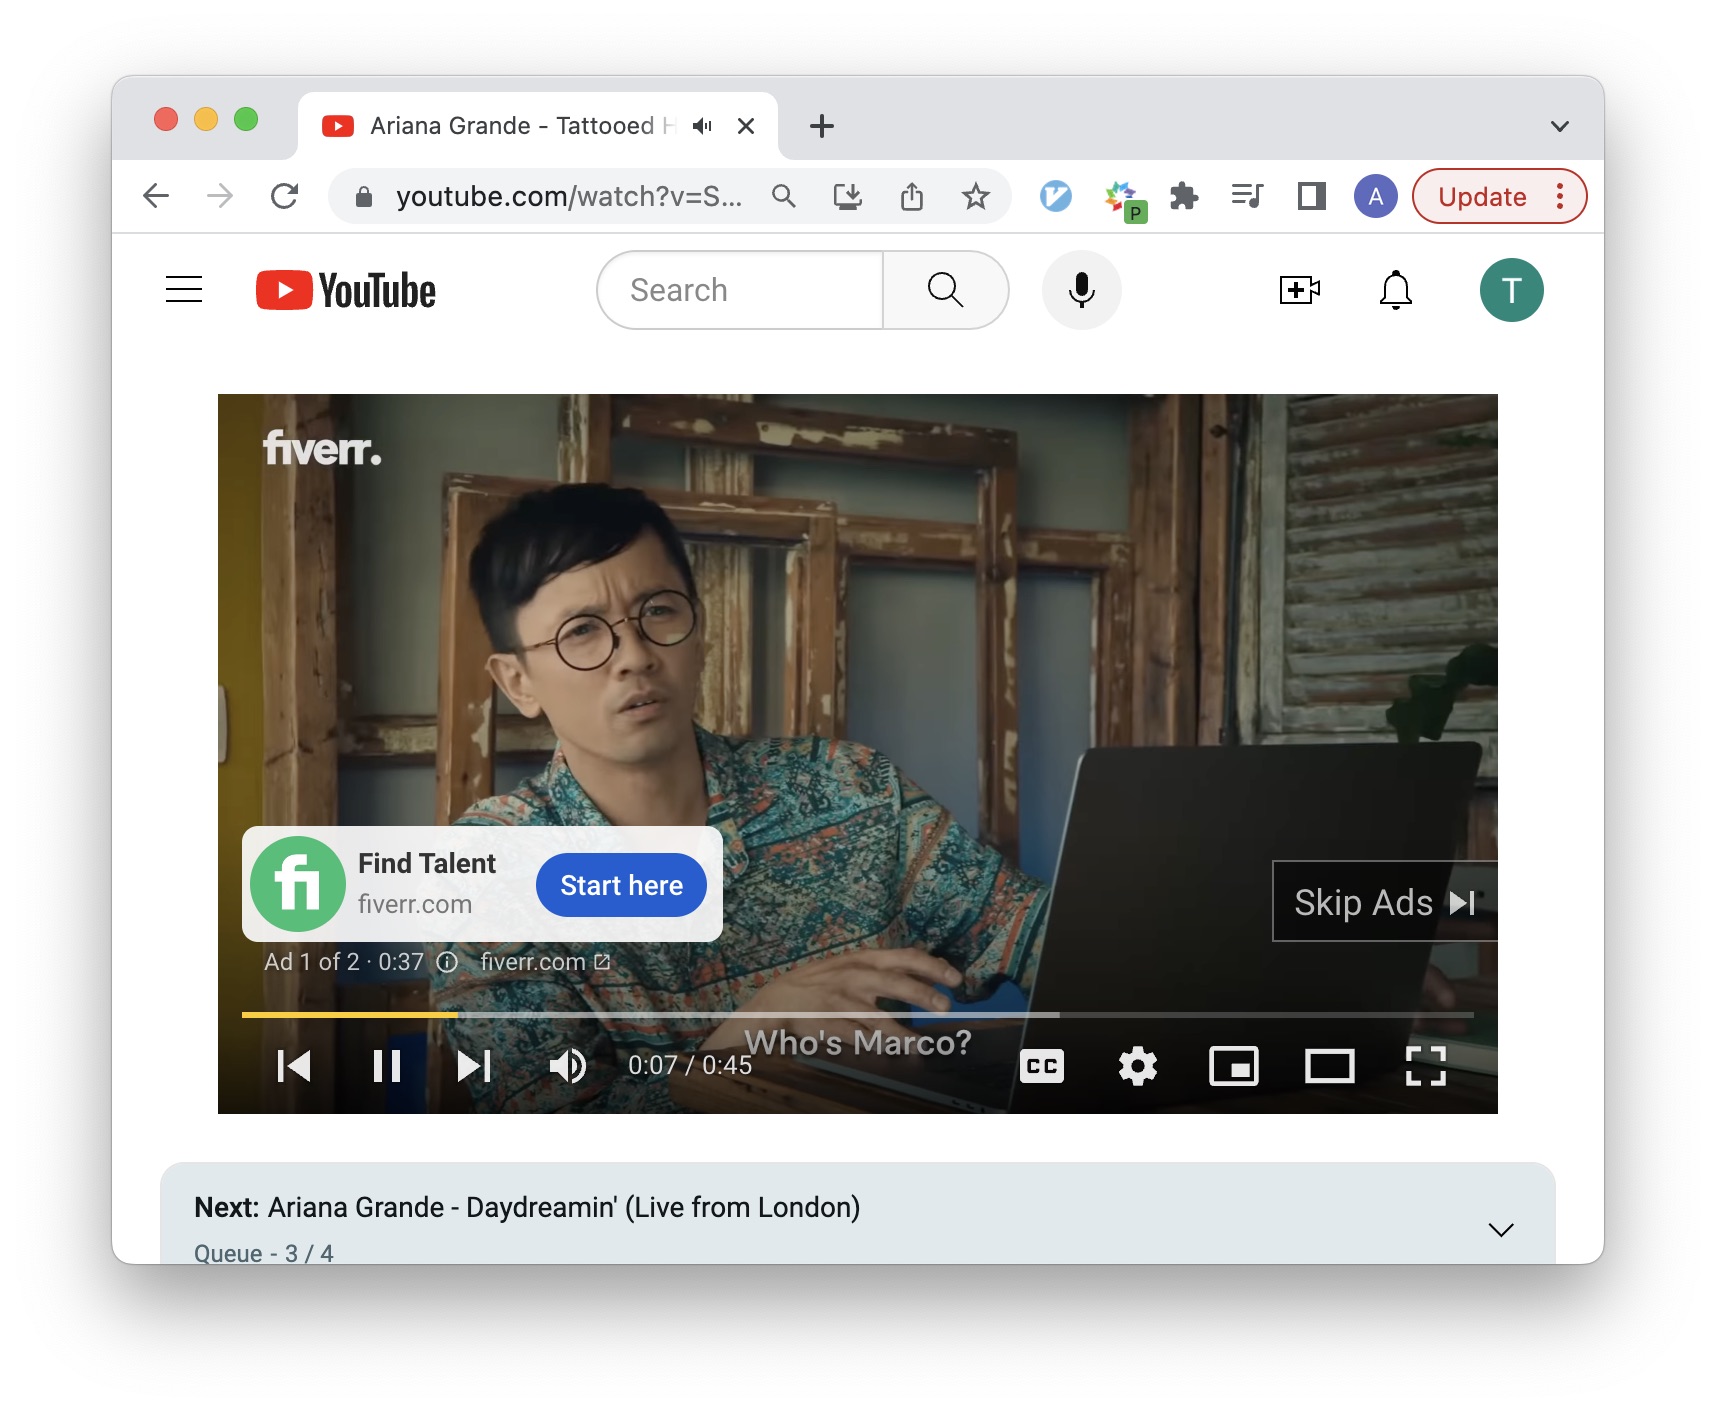 Ariana Grande - Tattooed H
youtube.com/watch?v=S...
P
A
Update
YouTube
Search
T
fiverr.
fi
Find Talent
fiverr.com
Start here
Skip Ads
Ad 1 of 2 · 0:37
fiverr.com
Who's Marco?
0:07 / 0:45
CC
Next: Ariana Grande - Daydreamin' (Live from London)
Queue - 3 / 4